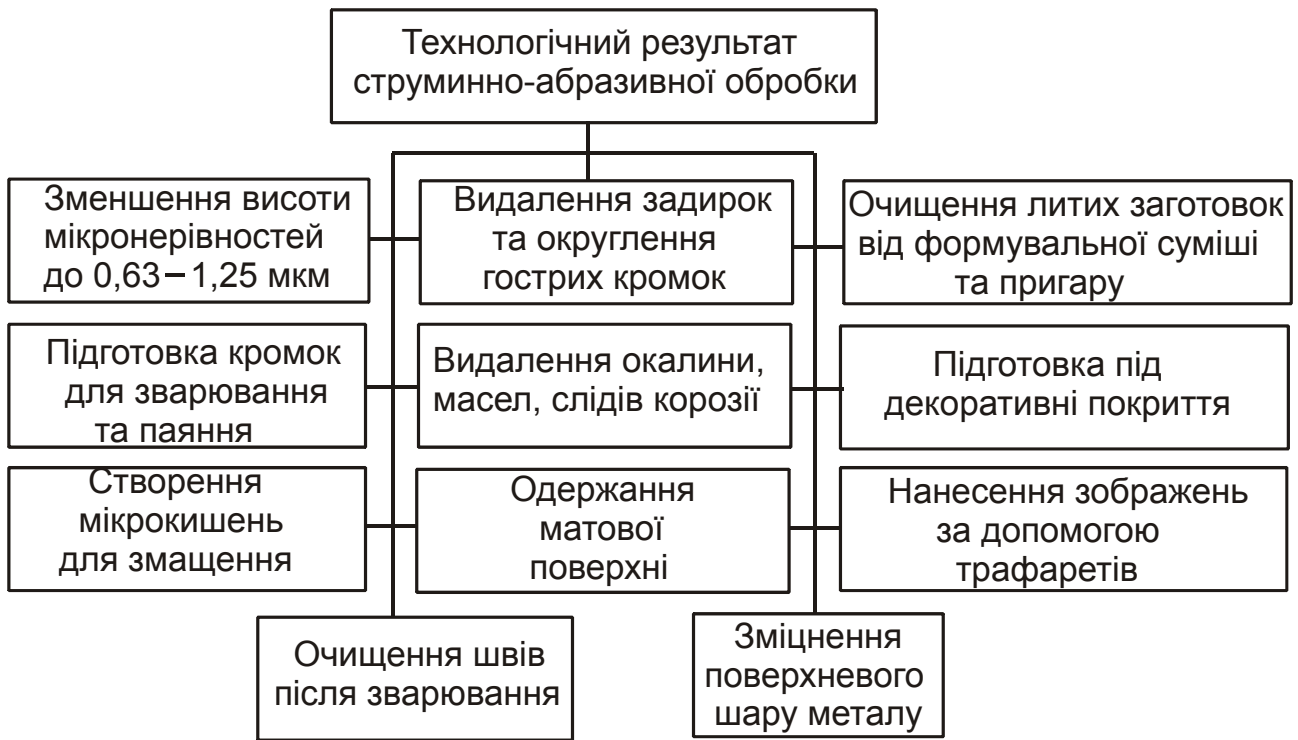 Технологічний результат
струминно-абразивної обробки
Зменшення висоти
мікронерівностей
до 0,63–1,25 мкм
Видалення задирок
та округлення
гострих кромок
Очищення литих заготовок
від формувальної суміші
та пригару
Підготовка кромок
для зварювання
та паяння
Видалення окалини,
масел, слідів корозії
Підготовка під
декоративні покриття
Створення
мікрокишень
для змащення
Одержання
матової
поверхні
Нанесення зображень
за допомогою
трафаретів
Очищення швів
після зварювання
Зміцнення
поверхневого
шару металу